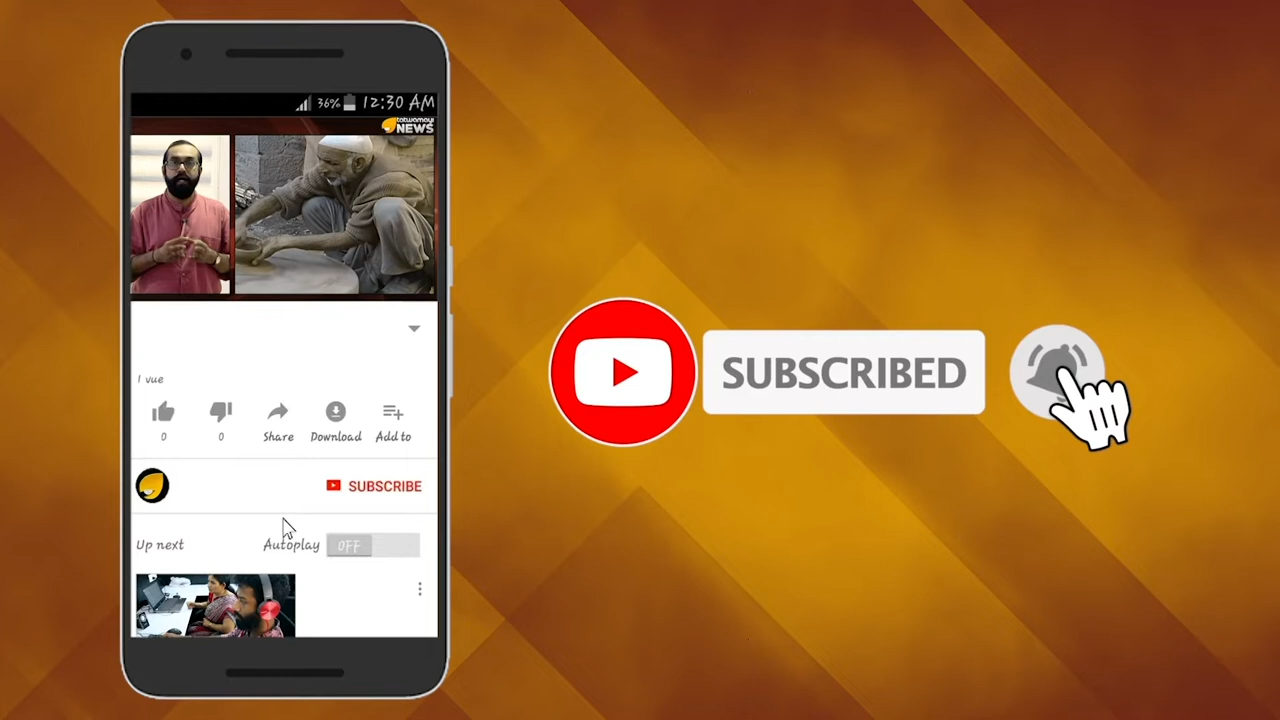 36% 12:30 AM
tatwamayi
NEWS
1 vue
0 0 Share Download Add to
SUBSCRIBE
Up next Autoplay OFF
SUBSCRIBED